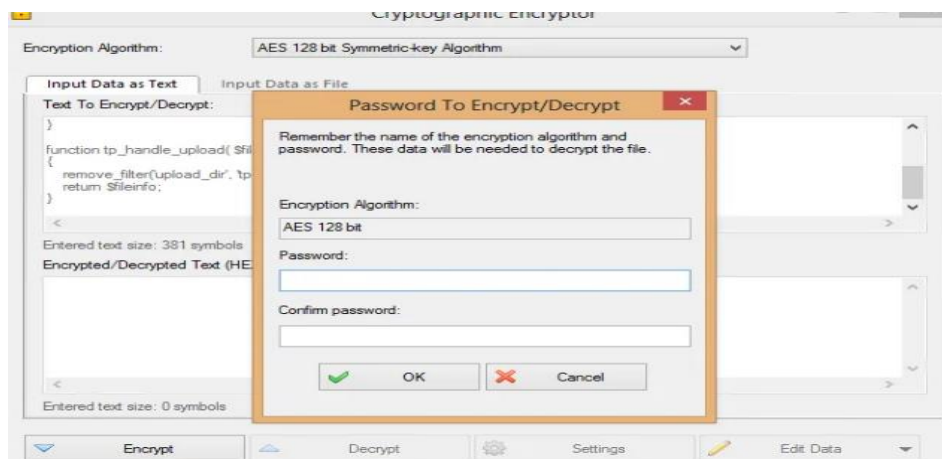 Cryptographic Encryptor
Encryption Algorithm:
AES 128 bit Symmetric-key Algorithm
Input Data as Text
Input Data as File
Text To Encrypt/Decrypt:
}
function tp_handle_upload( $fil
{
remove_filter('upload_dir', 'tp
return $fileinfo;
}
Entered text size: 381 symbols
Encrypted/Decrypted Text (HE
Entered text size: 0 symbols
Password To Encrypt/Decrypt
Remember the name of the encryption algorithm and
password. These data will be needed to decrypt the file.
Encryption Algorithm:
AES 128 bit
Password:
Confirm password:
OK
Cancel
Encrypt
Decrypt
Settings
Edit Data